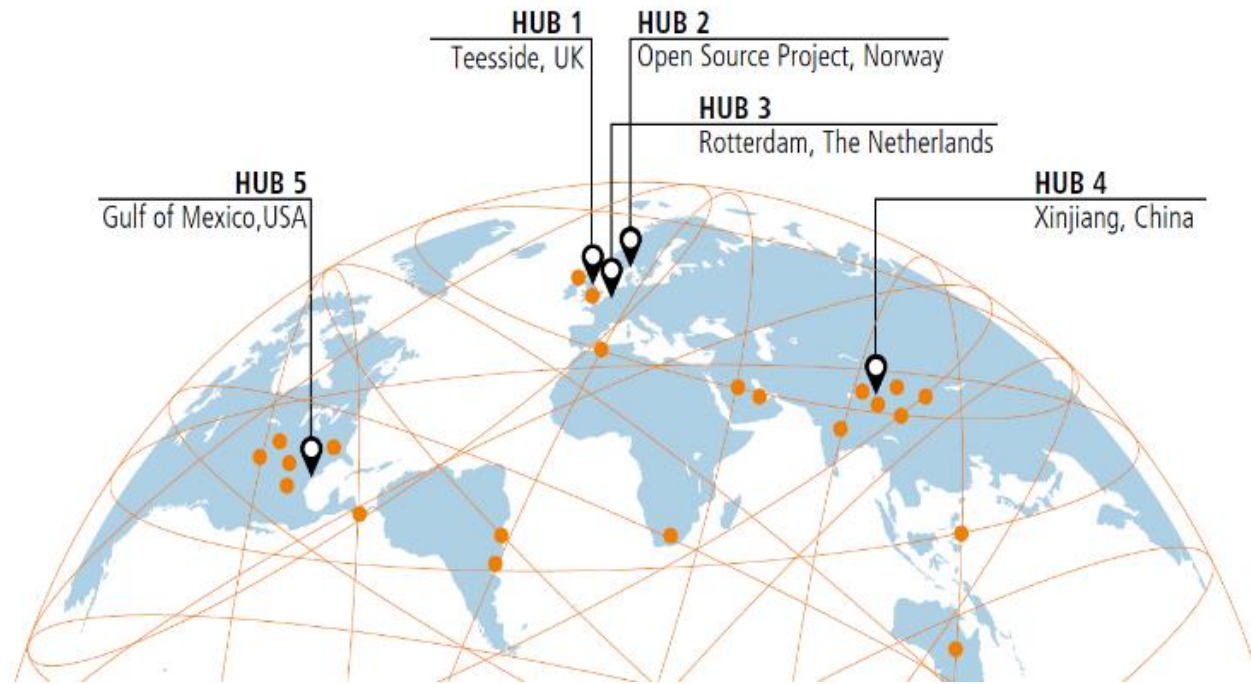 HUB 1
Teesside, UK
HUB 2
Open Source Project, Norway
HUB 3
Rotterdam, The Netherlands
HUB 5
Gulf of Mexico,USA
HUB 4
Xinjiang, China